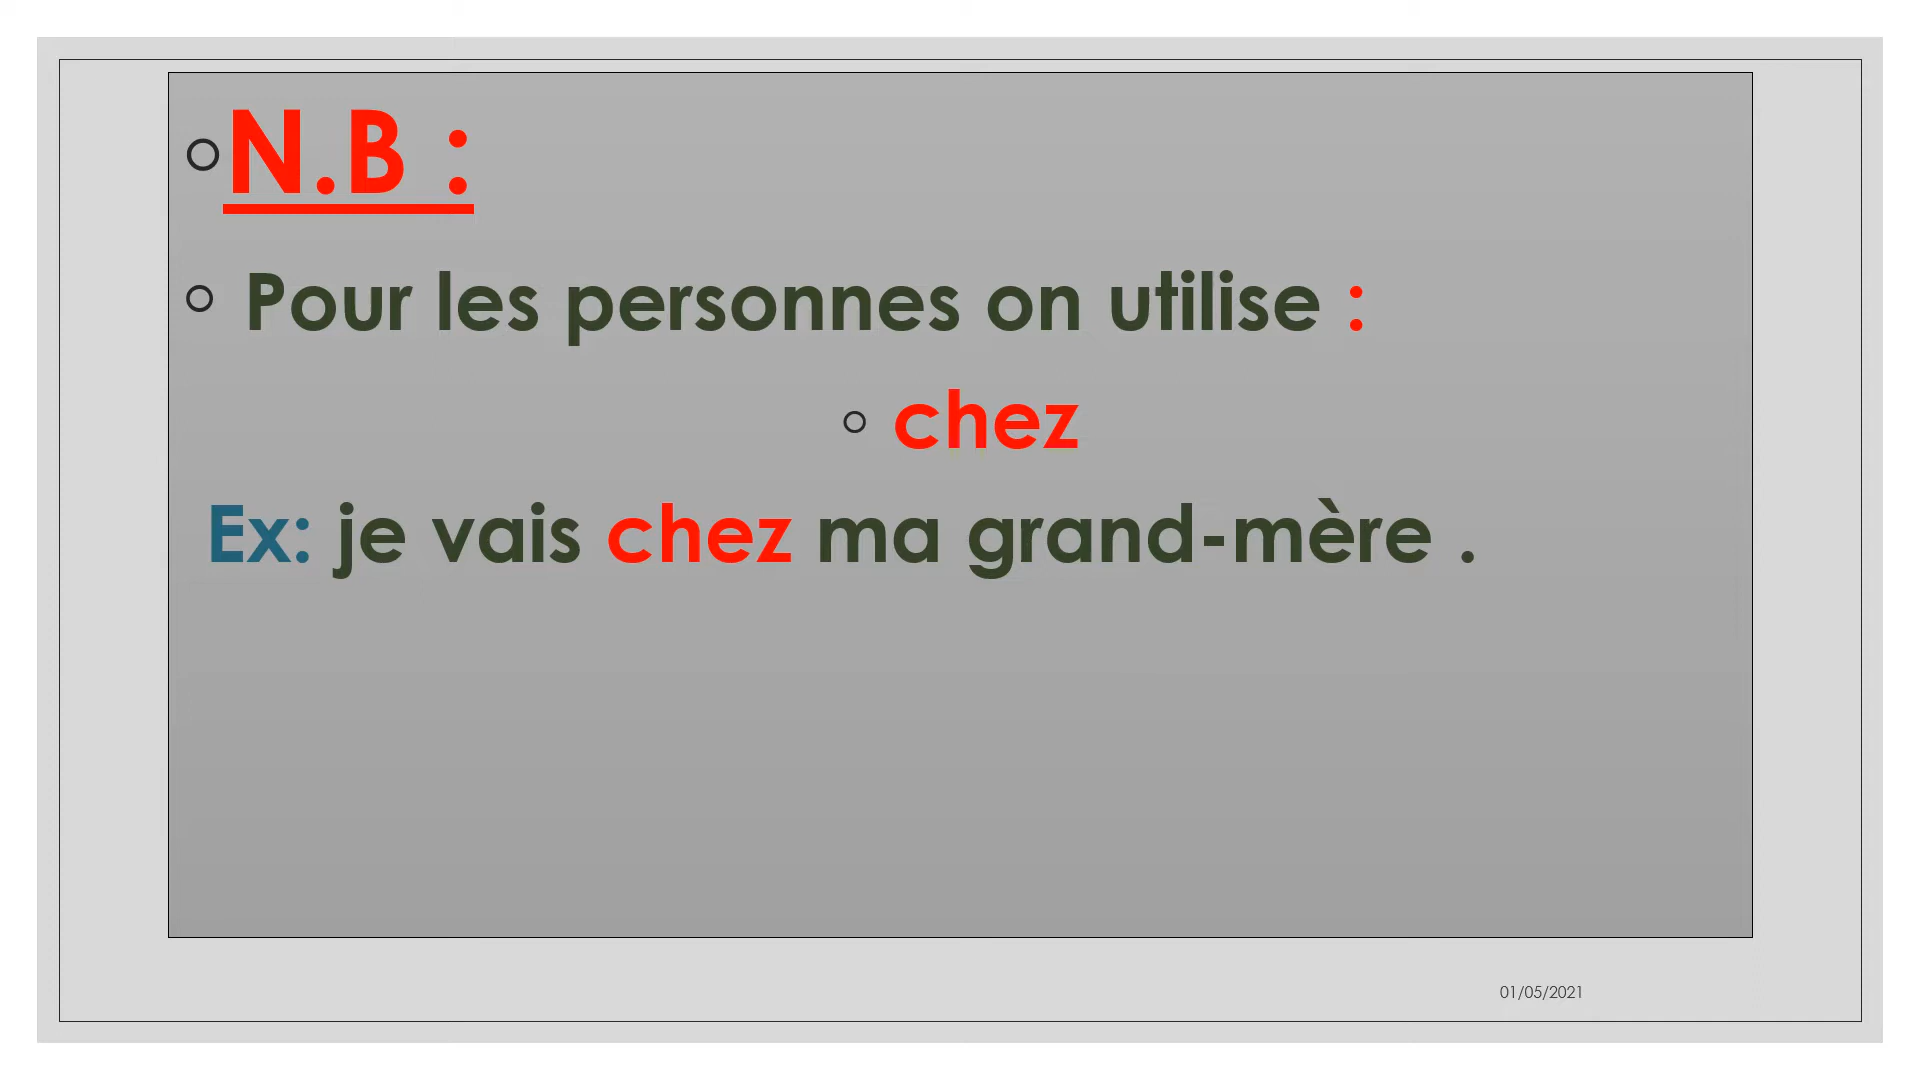 N.B :
Pour les personnes on utilise :
chez
Ex: je vais chez ma grand-mère .
01/05/2021